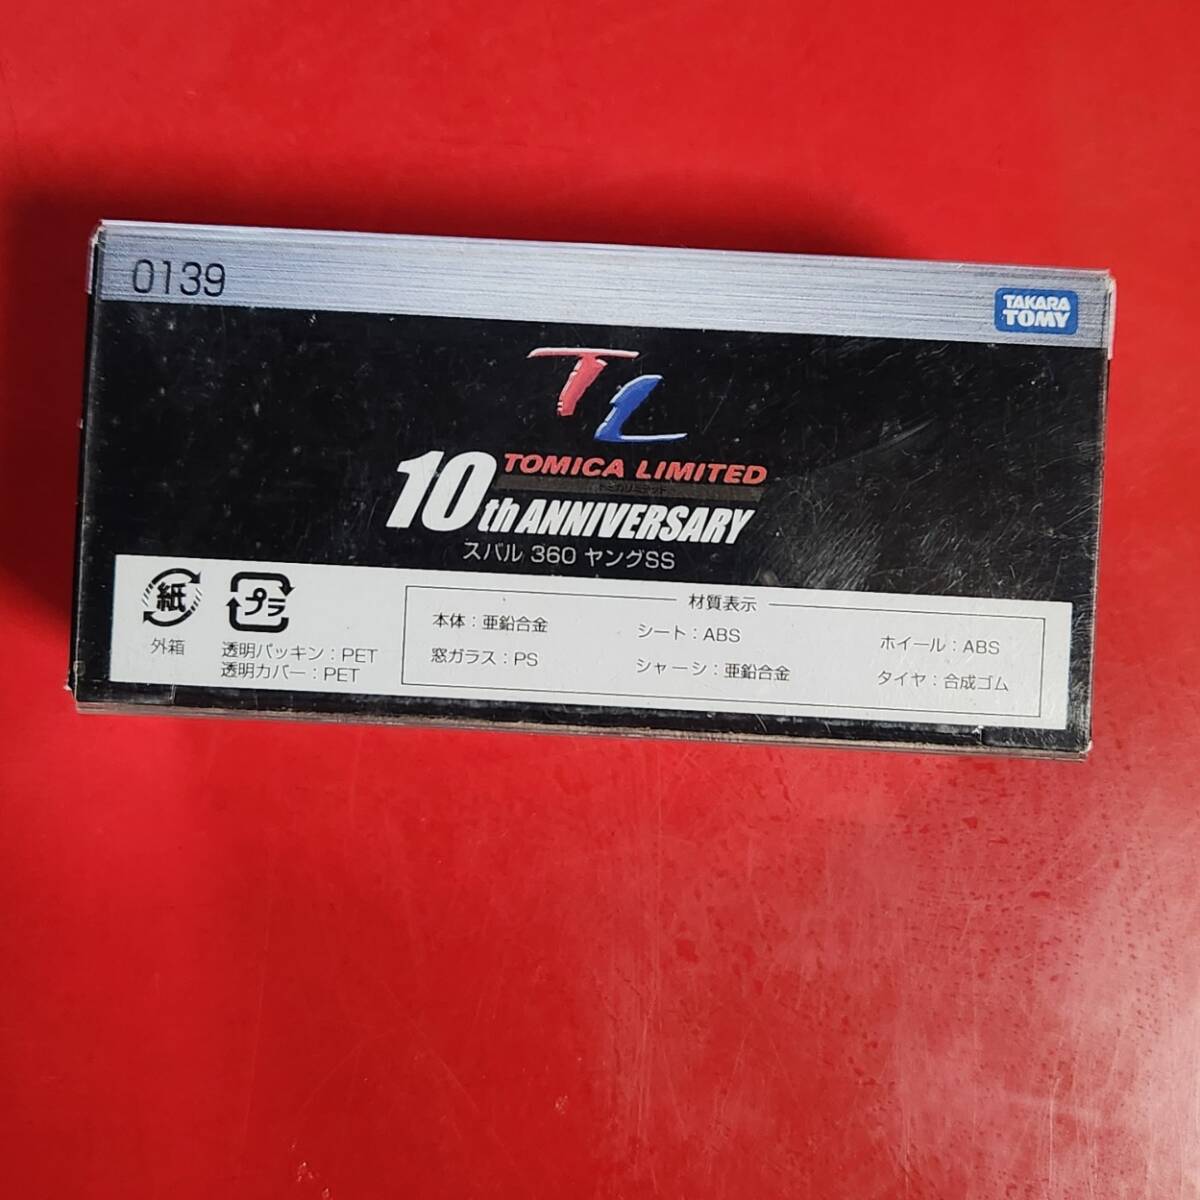 0139
TAKARA
TOMY
TL
TOMICA LIMITED
トミカリミテッド
10th ANNIVERSARY
スバル 360 ヤングSS
紙
外箱
プラ
透明パッキン：PET
透明カバー：PET
材質表示
本体：亜鉛合金
シート：ABS
ホイール：ABS
窓ガラス：PS
シャーシ：亜鉛合金
タイヤ：合成ゴム